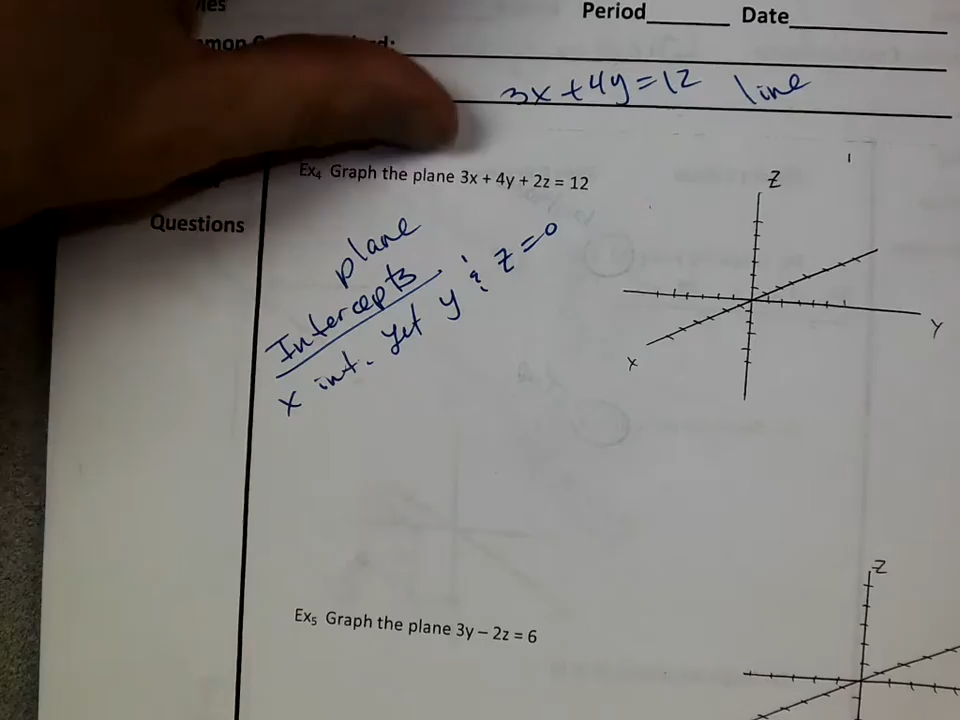 Period_______ Date_______
3x + 4y = 12 line
Ex4 Graph the plane 3x + 4y + 2z = 12
Z
Questions
plane
Intercepts
x int. let y & z = 0
Y
X
Z
Ex5 Graph the plane 3y – 2z = 6